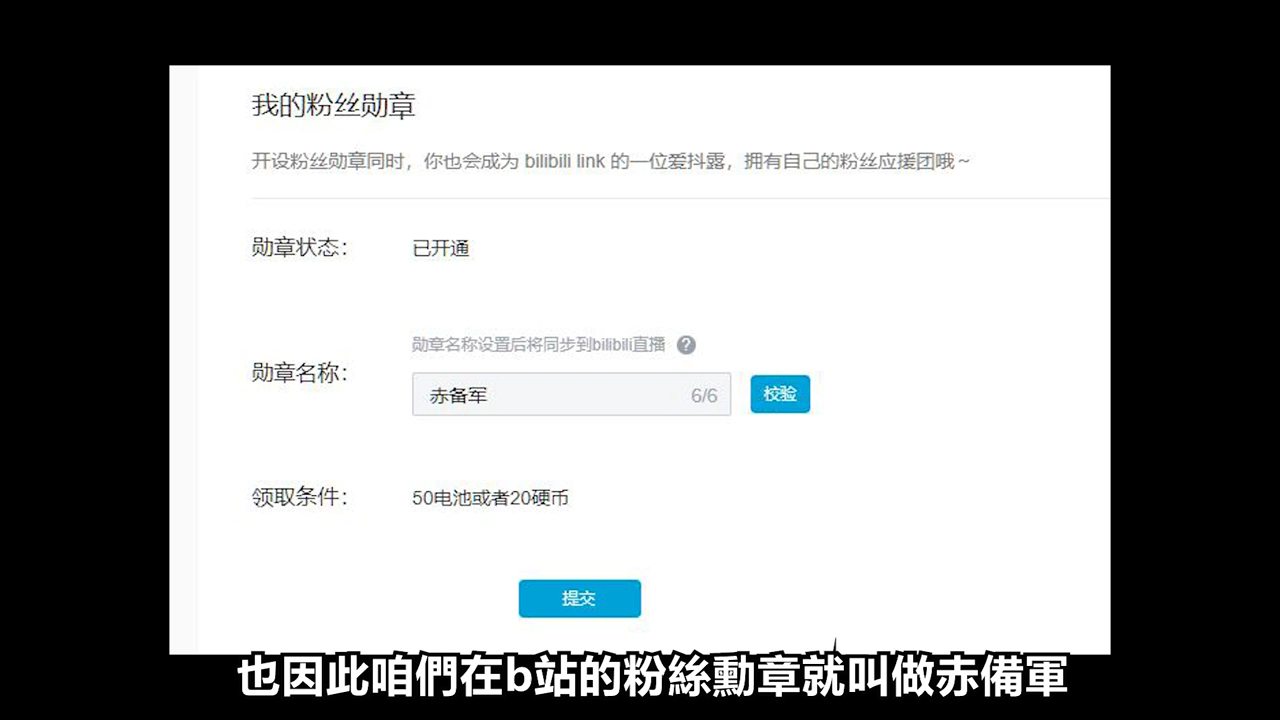 我的粉丝勋章
开设粉丝勋章同时，你也会成为 bilibili link 的一位爱抖露，拥有自己的粉丝应援团哦～
勋章状态： 已开通
勋章名称设置后将同步到bilibili直播 ?
勋章名称： 赤备军 6/6 校验
领取条件： 50电池或者20硬币
提交
也因此咱們在b站的粉絲勳章就叫做赤備軍